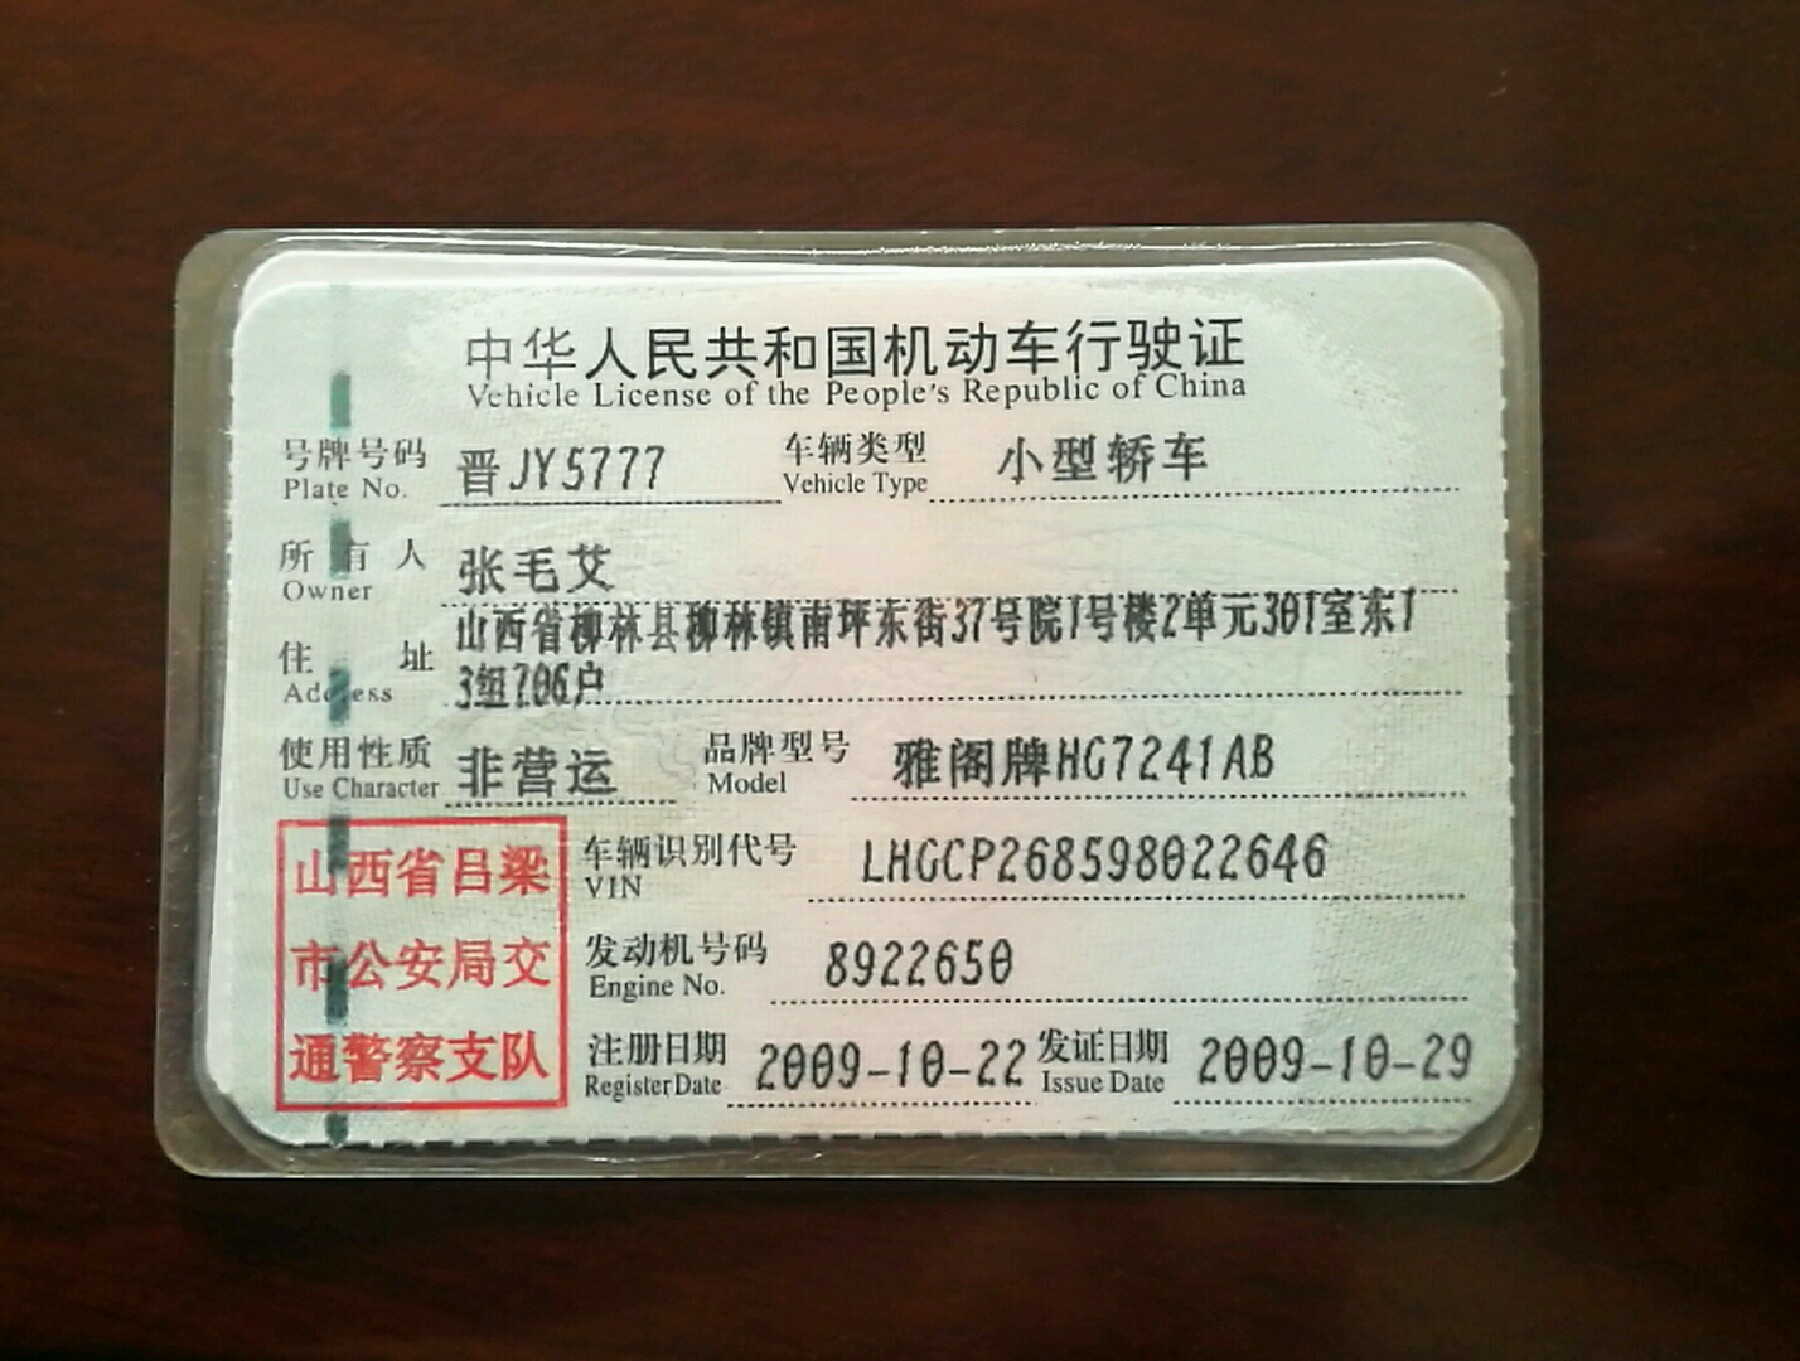 中华人民共和国机动车行驶证
Vehicle License of the People's Republic of China
号牌号码 晋JY5777 车辆类型 小型轿车
Plate No. Vehicle Type
所有人 张毛艾
Owner
住址 山西省柳林县柳林镇南坪东街37号院1号楼2单元301室东1
Address 3组706户
使用性质 非营运 品牌型号 雅阁牌HG7241AB
Use Character Model
山西省吕梁
市公安局交
通警察支队
车辆识别代号 LHGCP268598022646
VIN
发动机号码 8922650
Engine No.
注册日期 2009-10-22 发证日期 2009-10-29
Register Date Issue Date